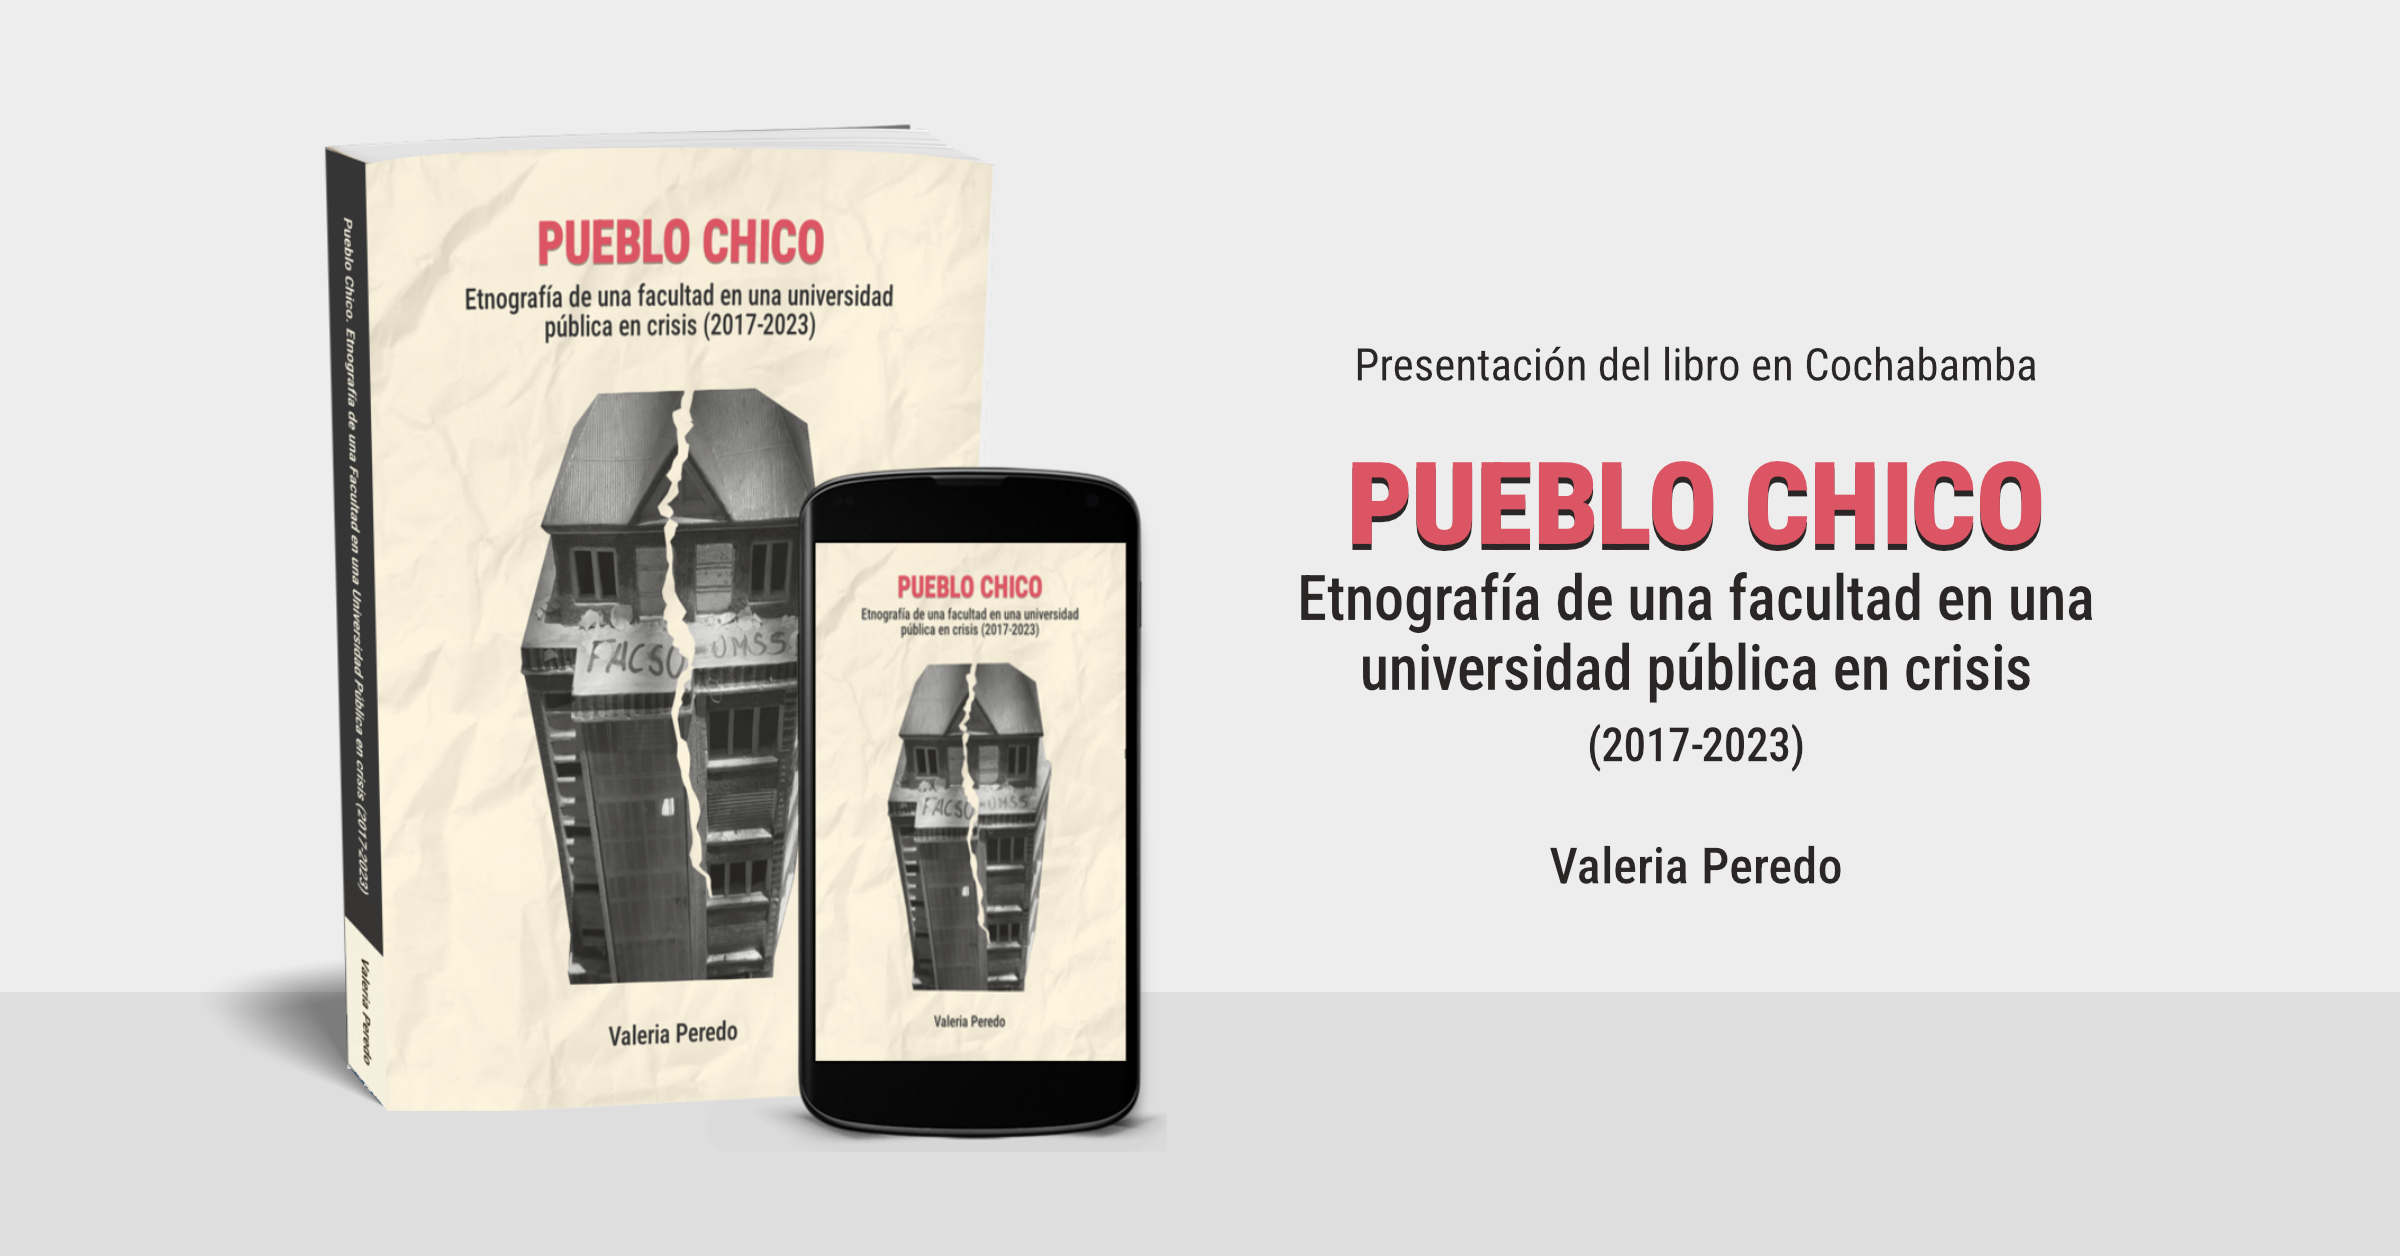 Pueblo Chico. Etnografía de una Facultad en una Universidad Pública en crisis (2017-2023)
Valeria Peredo
PUEBLO CHICO
Etnografía de una facultad en una universidad
pública en crisis (2017-2023)
FACSO-UMSS
Valeria Peredo
PUEBLO CHICO
Etnografía de una facultad en una universidad
pública en crisis (2017-2023)
FACSO-UMSS
Valeria Peredo
Presentación del libro en Cochabamba
PUEBLO CHICO
Etnografía de una facultad en una
universidad pública en crisis
(2017-2023)
Valeria Peredo